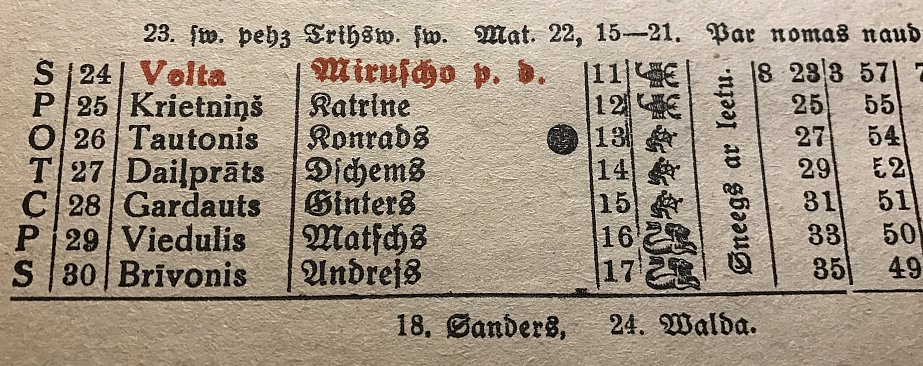 23. ſw. pehz Trihsw. ſw. Mat. 22, 15—21. Par nomas naud
S 24 Volta Miruſcho p. d. 11 8 23 3 57 7
P 25 Krietniņš Katrine 12 25 55
O 26 Tautonis Konrads 13 27 54
T 27 Daiļprāts Dſchems 14 29 52
C 28 Gardauts Ginters 15 31 51
P 29 Viedulis Matſchs 16 33 50
S 30 Brīvonis Andrejs 17 35 49
Sneegs ar leetu.
18. Sanders, 24. Walda.